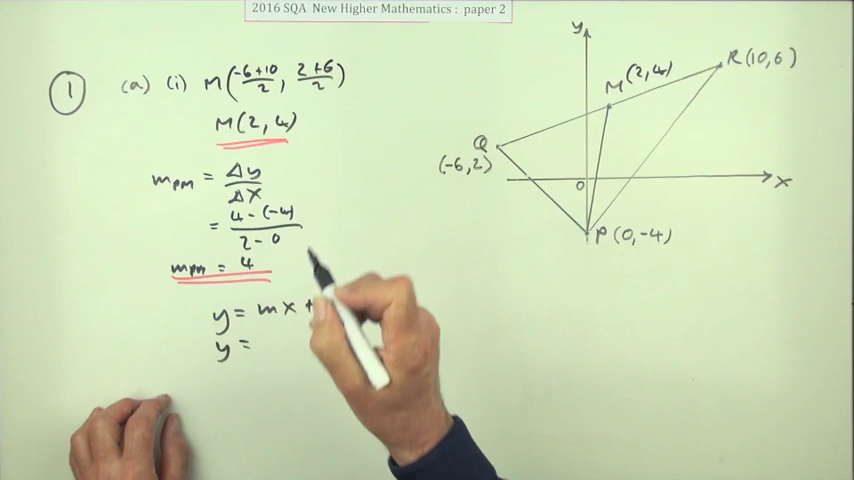 2016 SQA New Higher Mathematics : paper 2
1 (a) (i) M(-6+10/2, 2+6/2)
M(2, 4)
mPM = Δy/Δx
= 4-(-4)/2-0
mPM = 4
y = mx +
y =
y
R(10,6)
M(2,4)
Q
(-6,2)
0
x
P(0,-4)